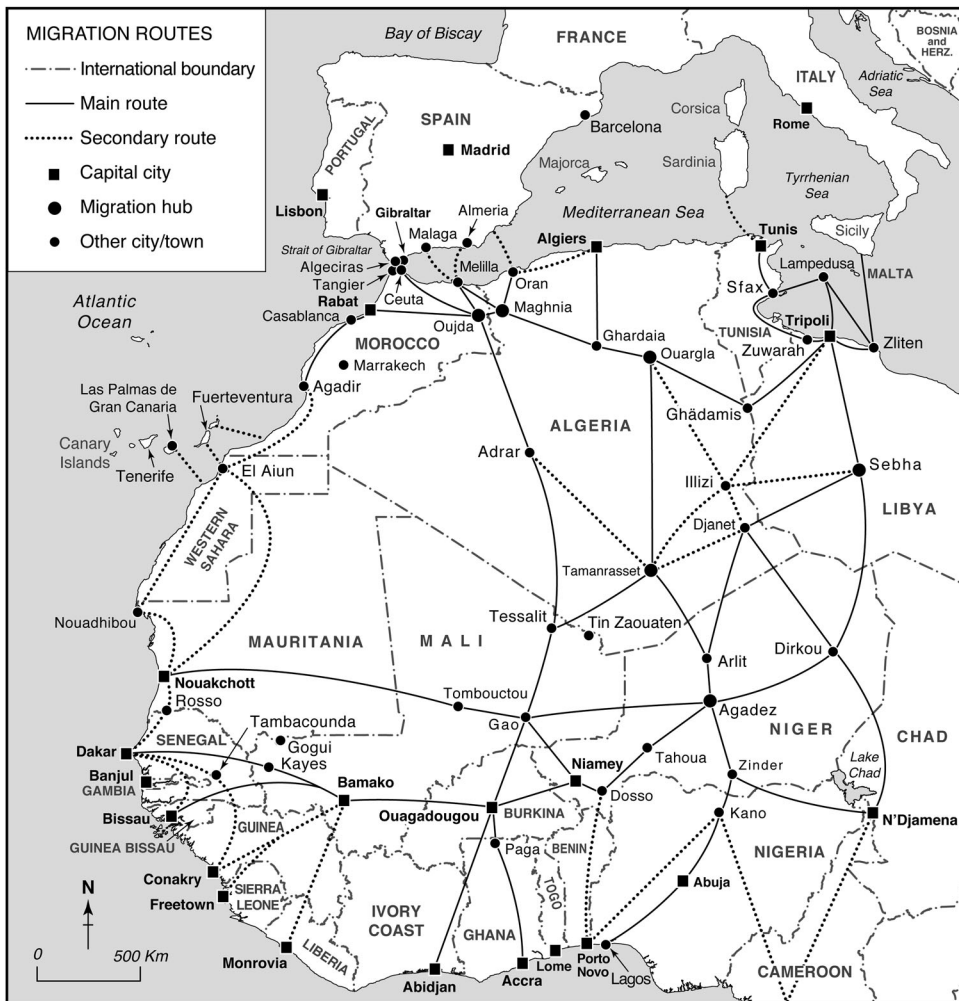 MIGRATION ROUTES
International boundary
Main route
Secondary route
Capital city
Migration hub
Other city/town
Bay of Biscay
FRANCE
BOSNIA
and
HERZ.
ITALY
Adriatic
Sea
Corsica
Rome
SPAIN
Barcelona
PORTUGAL
Madrid
Majorca
Sardinia
Tyrrhenian
Sea
Lisbon
Gibraltar
Almeria
Mediterranean Sea
Malaga
Algiers
Tunis
Sicily
Strait of Gibraltar
Algeciras
Tangier
Melilla
Oran
Lampedusa
MALTA
Atlantic
Ocean
Rabat
Ceuta
Maghnia
Sfax
Casablanca
Oujda
Ghardaia
TUNISIA
Tripoli
MOROCCO
Ouargla
Zuwarah
Zliten
Marrakech
Las Palmas de
Gran Canaria
Fuerteventura
Agadir
Ghädamis
ALGERIA
Canary
Islands
Tenerife
El Aiun
Adrar
Sebha
Illizi
LIBYA
WESTERN
SAHARA
Djanet
Tamanrasset
Nouadhibou
Tessalit
Tin Zaouaten
MAURITANIA
MALI
Arlit
Dirkou
Nouakchott
Tombouctou
Rosso
Gao
Agadez
NIGER
CHAD
Tambacounda
SENEGAL
Gogui
Dakar
Kayes
Tahoua
Zinder
Lake
Chad
Banjul
GAMBIA
Bamako
Niamey
Dosso
Bissau
Ouagadougou
BURKINA
Kano
N'Djamena
GUINEA
GUINEA BISSAU
Paga
BENIN
NIGERIA
Conakry
Abuja
Freetown
SIERRA
LEONE
TOGO
N
IVORY
COAST
GHANA
0 500 Km
LIBERIA
Monrovia
Abidjan
Accra
Lome
Porto
Novo
Lagos
CAMEROON